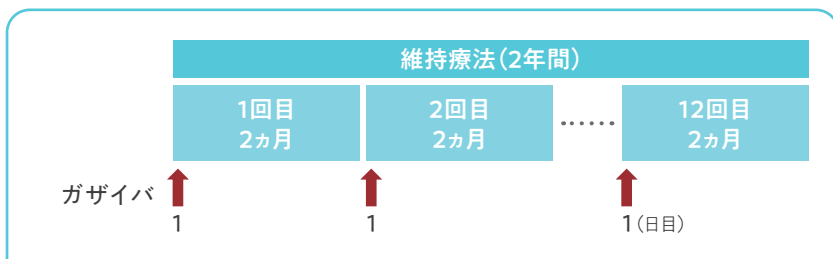 維持療法（2年間）
1回目 2回目 …… 12回目
2ヵ月 2ヵ月 2ヵ月
ガザイバ
1 1 1（日目）